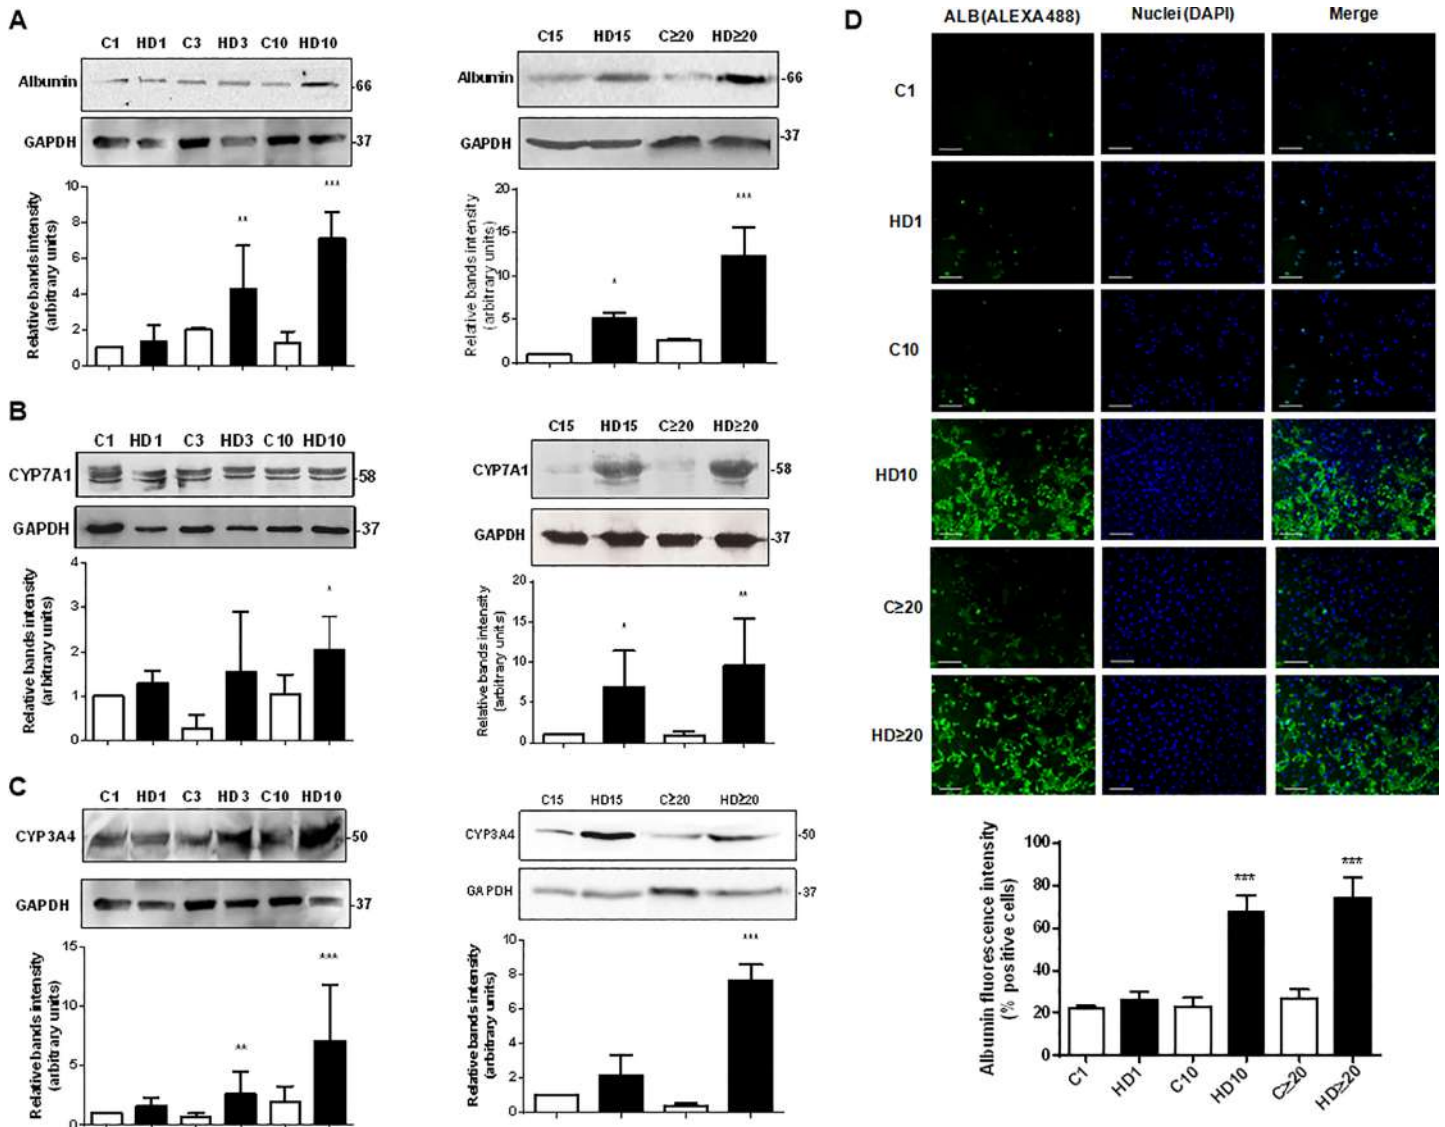 A
C1 HD1 C3 HD3 C10 HD10
Albumin
-66
GAPDH
-37
Relative bands intensity
(arbitrary units)
10
8
6
4
2
0
**
***
C15 HD15 C≥20 HD≥20
Albumin
-66
GAPDH
-37
Relative bands intensity
(arbitrary units)
20
15
10
5
0
*
***
B
C1 HD1 C3 HD3 C10 HD10
CYP7A1
-58
GAPDH
-37
Relative bands intensity
(arbitrary units)
4
3
2
1
0
*
C15 HD15 C≥20 HD≥20
CYP7A1
-58
GAPDH
-37
Relative bands intensity
(arbitrary units)
20
15
10
5
0
*
**
C
C1 HD1 C3 HD3 C10 HD10
CYP3A4
-50
GAPDH
-37
Relative bands intensity
(arbitrary units)
15
10
5
0
**
***
C15 HD15 C≥20 HD≥20
CYP3A4
-50
GAPDH
-37
Relative bands intensity
(arbitrary units)
10
8
6
4
2
0
***
D
ALB(ALEXA488) Nuclei(DAPI) Merge
C1
HD1
C10
HD10
C≥20
HD≥20
Albumin fluorescence intensity
(% positive cells)
100
80
60
40
20
0
***
***
C1 HD1 C10 HD10 C≥20 HD≥20